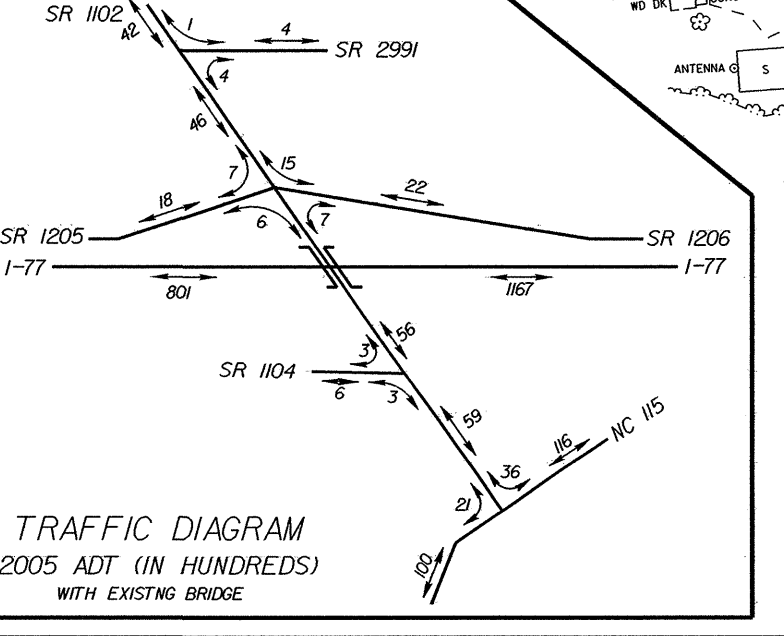 SR 1102
42
1
4
SR 2991
4
46
WD DK
ANTENNA
S
7
15
18
22
6
7
SR 1205
SR 1206
I-77
I-77
801
1167
56
3
SR 1104
6
3
59
NC 115
116
36
21
100
TRAFFIC DIAGRAM
2005 ADT (IN HUNDREDS)
WITH EXISTNG BRIDGE